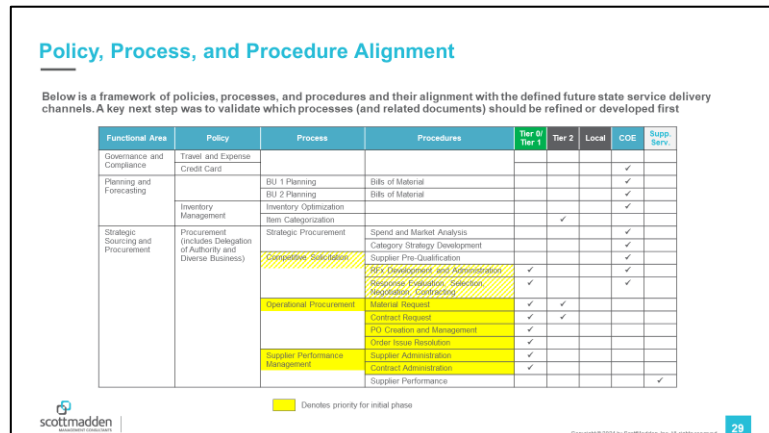 Policy, Process, and Procedure Alignment
Below is a framework of policies, processes, and procedures and their alignment with the defined future state service delivery
channels. A key next step was to validate which processes (and related documents) should be refined or developed first
Functional Area Policy Process Procedures Tier 0/ Tier 1 Tier 2 Local COE Supp. Serv.
Governance and Compliance Travel and Expense
Credit Card ✓
Planning and Forecasting BU 1 Planning Bills of Material ✓
BU 2 Planning Bills of Material ✓
Inventory Management Inventory Optimization ✓
Item Categorization ✓
Strategic Sourcing and Procurement Procurement (includes Delegation of Authority and Diverse Business) Strategic Procurement Spend and Market Analysis ✓
Category Strategy Development ✓
Competitive Solicitation Supplier Pre-Qualification ✓
RFx Development and Administration ✓ ✓
Response Evaluation, Selection, Negotiation, Contracting ✓ ✓
Operational Procurement Material Request ✓ ✓
Contract Request ✓ ✓
PO Creation and Management ✓
Order Issue Resolution ✓
Supplier Performance Management Supplier Administration ✓
Contract Administration ✓
Supplier Performance ✓
Denotes priority for initial phase
scottmadden
MANAGEMENT CONSULTANTS
29